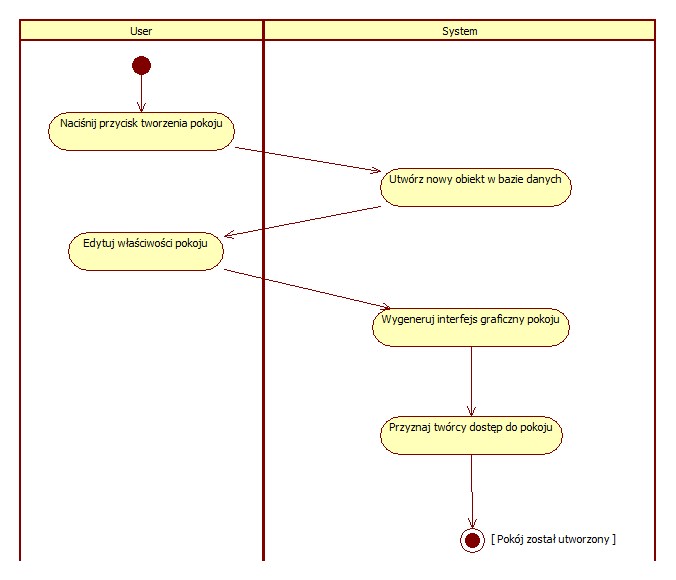 User
System
Naciśnij przycisk tworzenia pokoju
Utwórz nowy obiekt w bazie danych
Edytuj właściwości pokoju
Wygeneruj interfejs graficzny pokoju
Przyznaj twórcy dostęp do pokoju
[ Pokój został utworzony ]